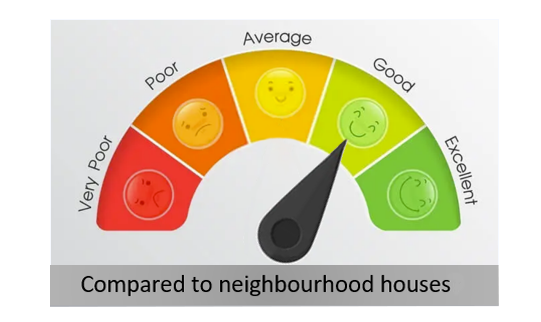 Very Poor
Poor
Average
Good
Excellent
Compared to neighbourhood houses